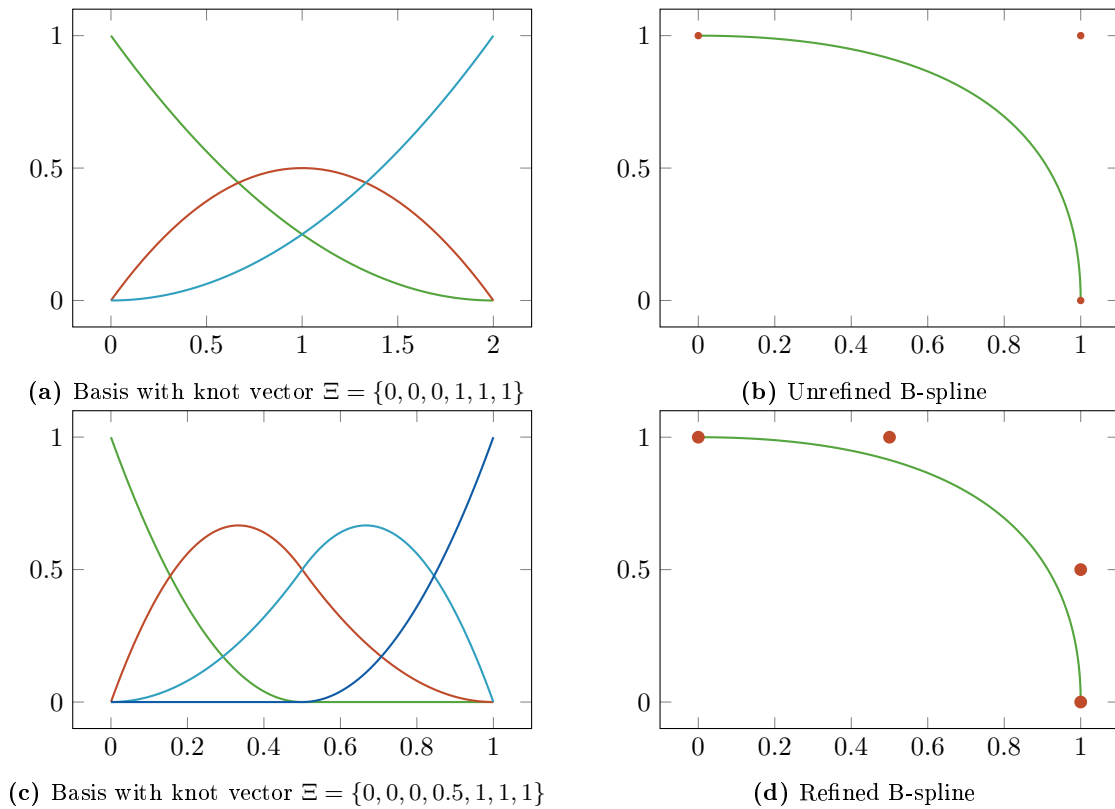 1
0.5
0
0 0.5 1 1.5 2
(a) Basis with knot vector Ξ = {0, 0, 0, 1, 1, 1}
1
0.5
0
0 0.2 0.4 0.6 0.8 1
(b) Unrefined B-spline
1
0.5
0
0 0.2 0.4 0.6 0.8 1
(c) Basis with knot vector Ξ = {0, 0, 0, 0.5, 1, 1, 1}
1
0.5
0
0 0.2 0.4 0.6 0.8 1
(d) Refined B-spline